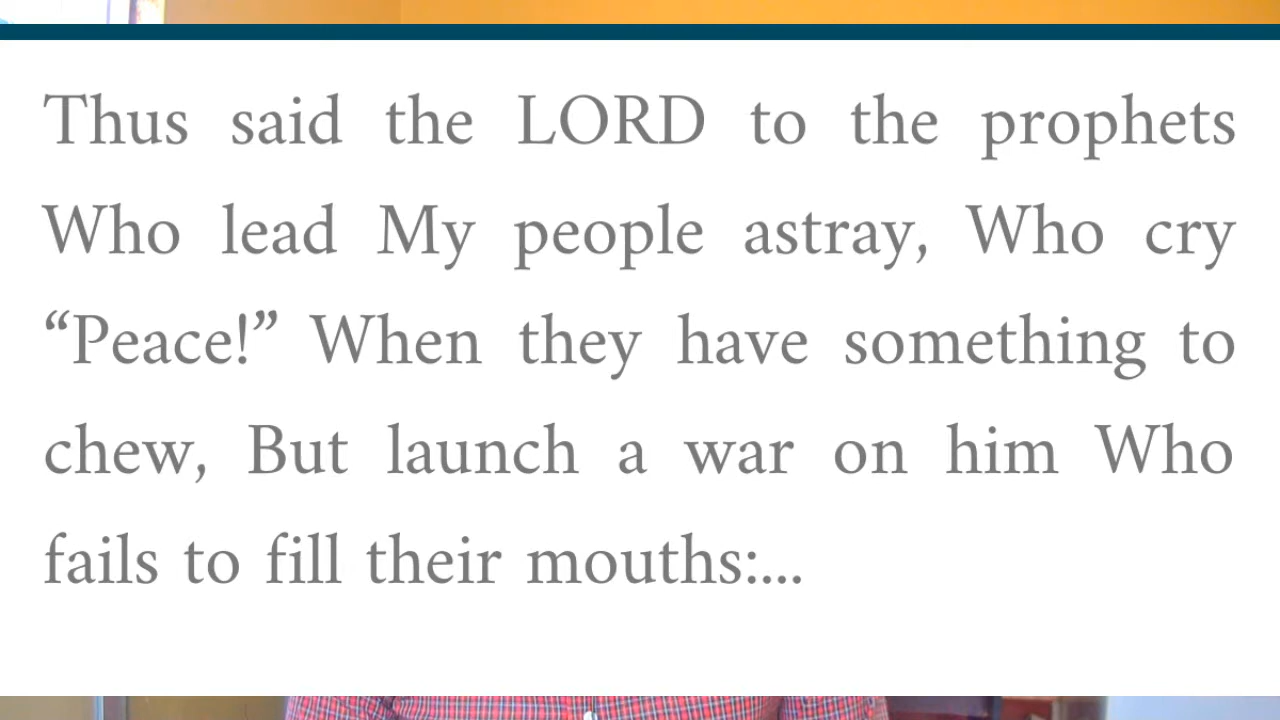 Thus said the LORD to the prophets
Who lead My people astray, Who cry
“Peace!” When they have something to
chew, But launch a war on him Who
fails to fill their mouths:...